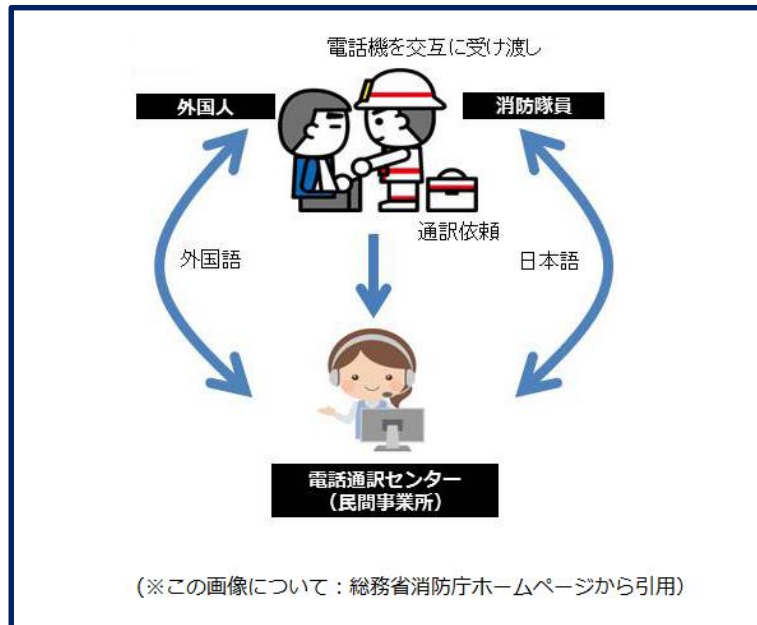 電話機を交互に受け渡し
外国人
消防隊員
通訳依頼
外国語
日本語
電話通訳センター
（民間事業所）
(※この画像について：総務省消防庁ホームページから引用)